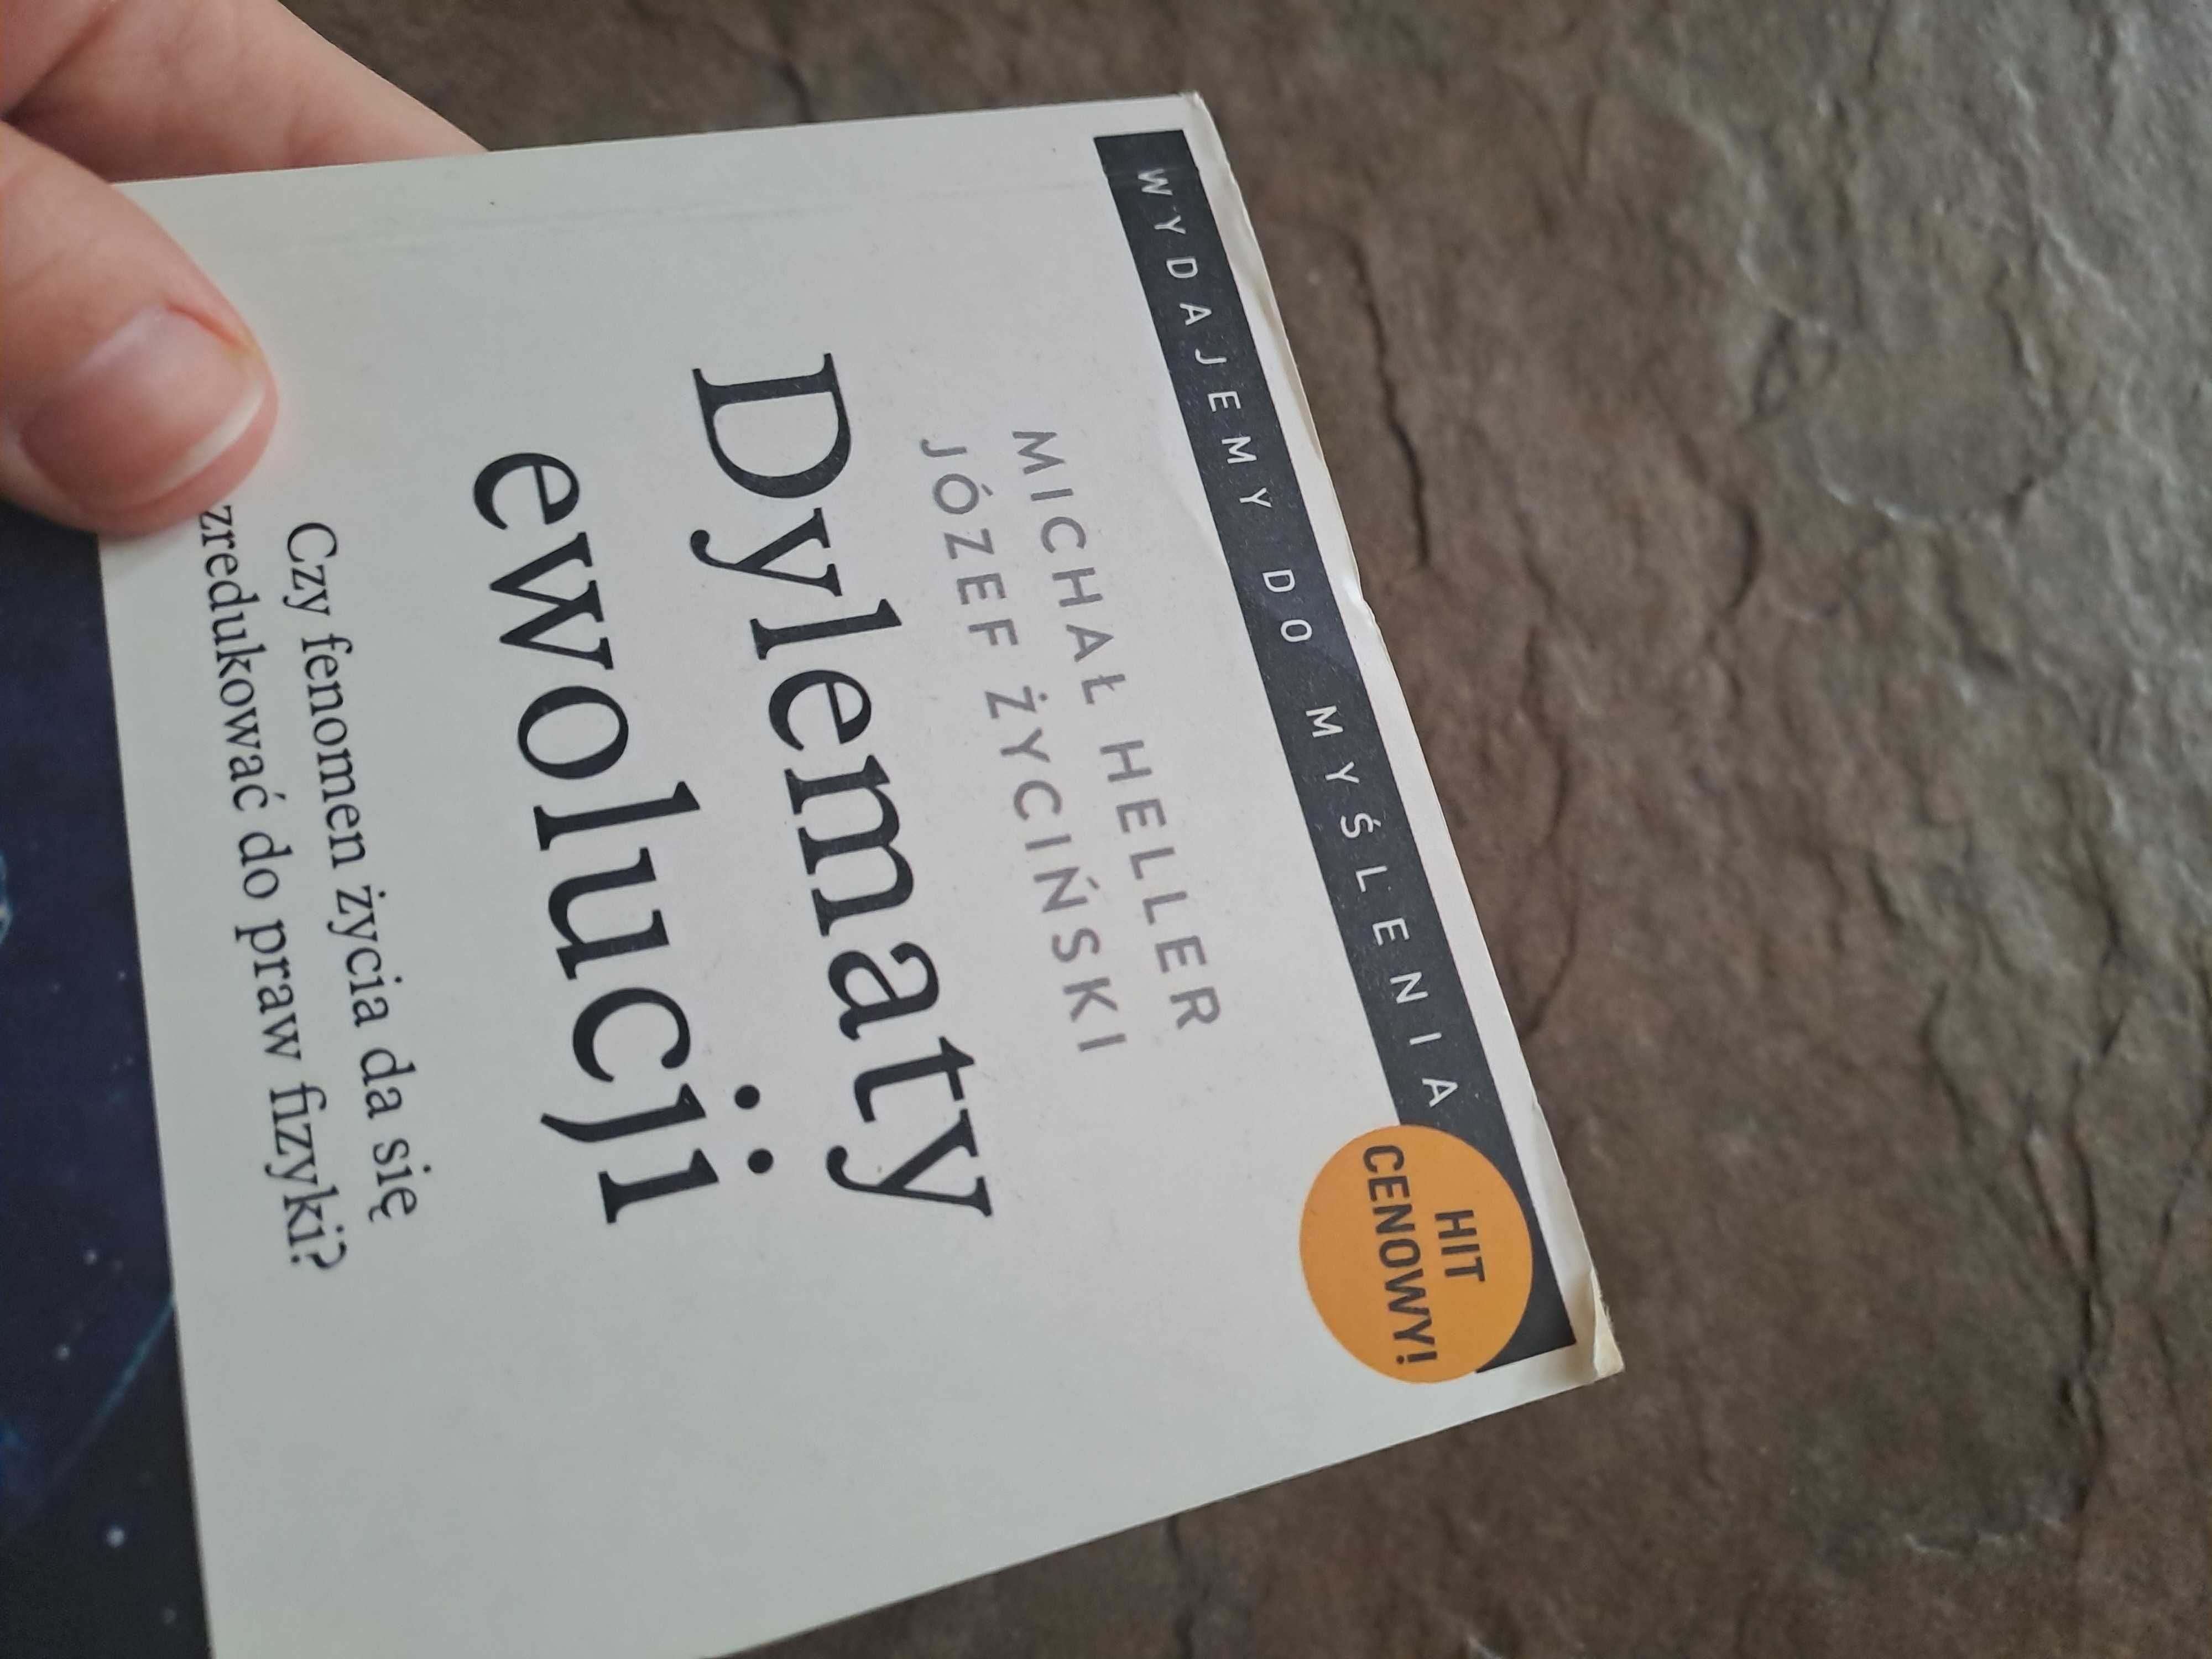 WYDAJEMY DO MYŚLENIA
HIT
CENOWY!
MICHAŁ HELLER
JÓZEF ŻYCIŃSKI
Dylematy
ewolucji
Czy fenomen życia da się
zredukować do praw fizyki?